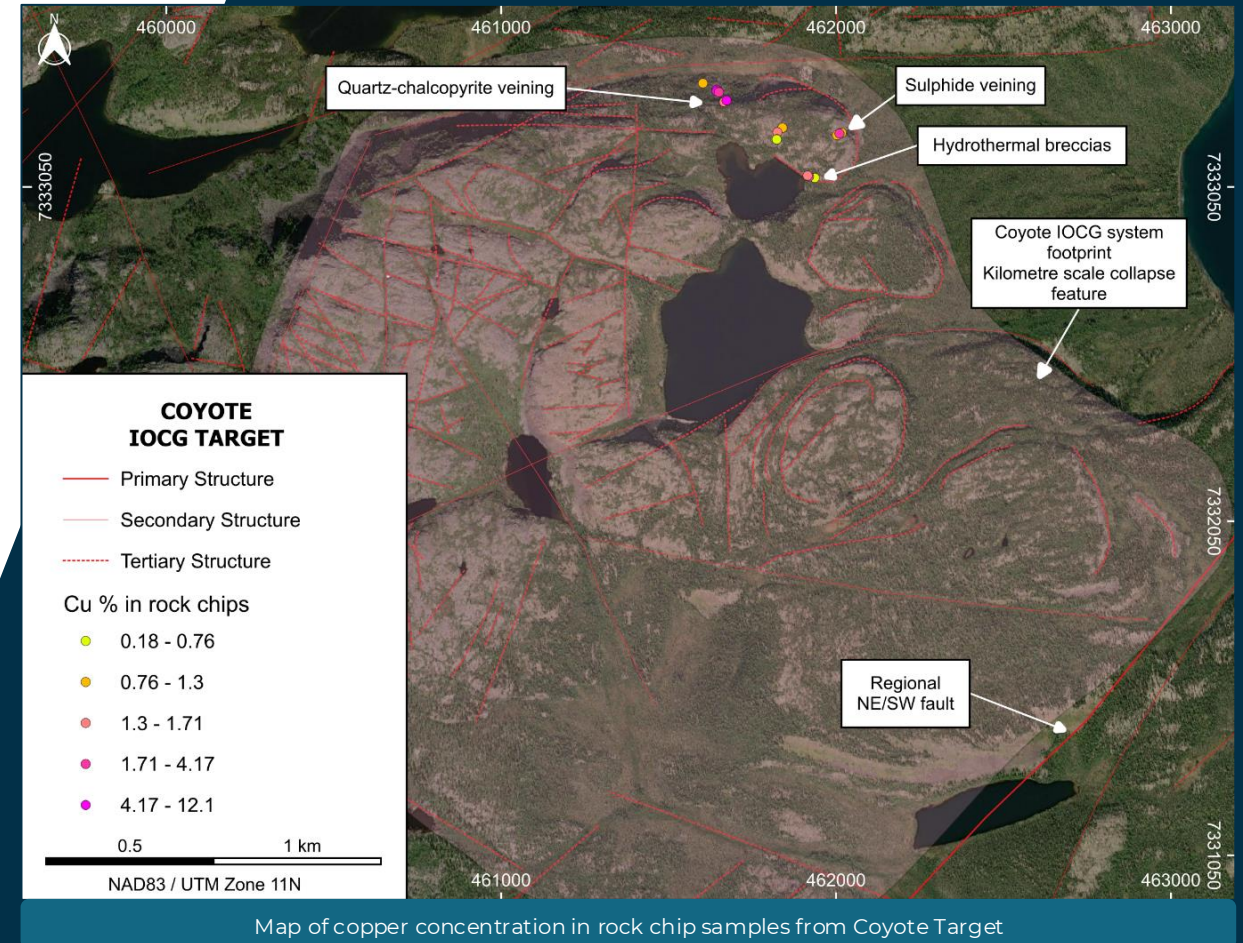 N
460000
461000
462000
463000
Quartz-chalcopyrite veining
Sulphide veining
Hydrothermal breccias
7333050
7333050
Coyote IOCG system
footprint
Kilometre scale collapse
feature
COYOTE
IOCG TARGET
Primary Structure
Secondary Structure
Tertiary Structure
Cu % in rock chips
0.18 - 0.76
0.76 - 1.3
1.3 - 1.71
1.71 - 4.17
4.17 - 12.1
0.5
1 km
NAD83 / UTM Zone 11N
7332050
Regional
NE/SW fault
7331050
461000
462000
463000
Map of copper concentration in rock chip samples from Coyote Target